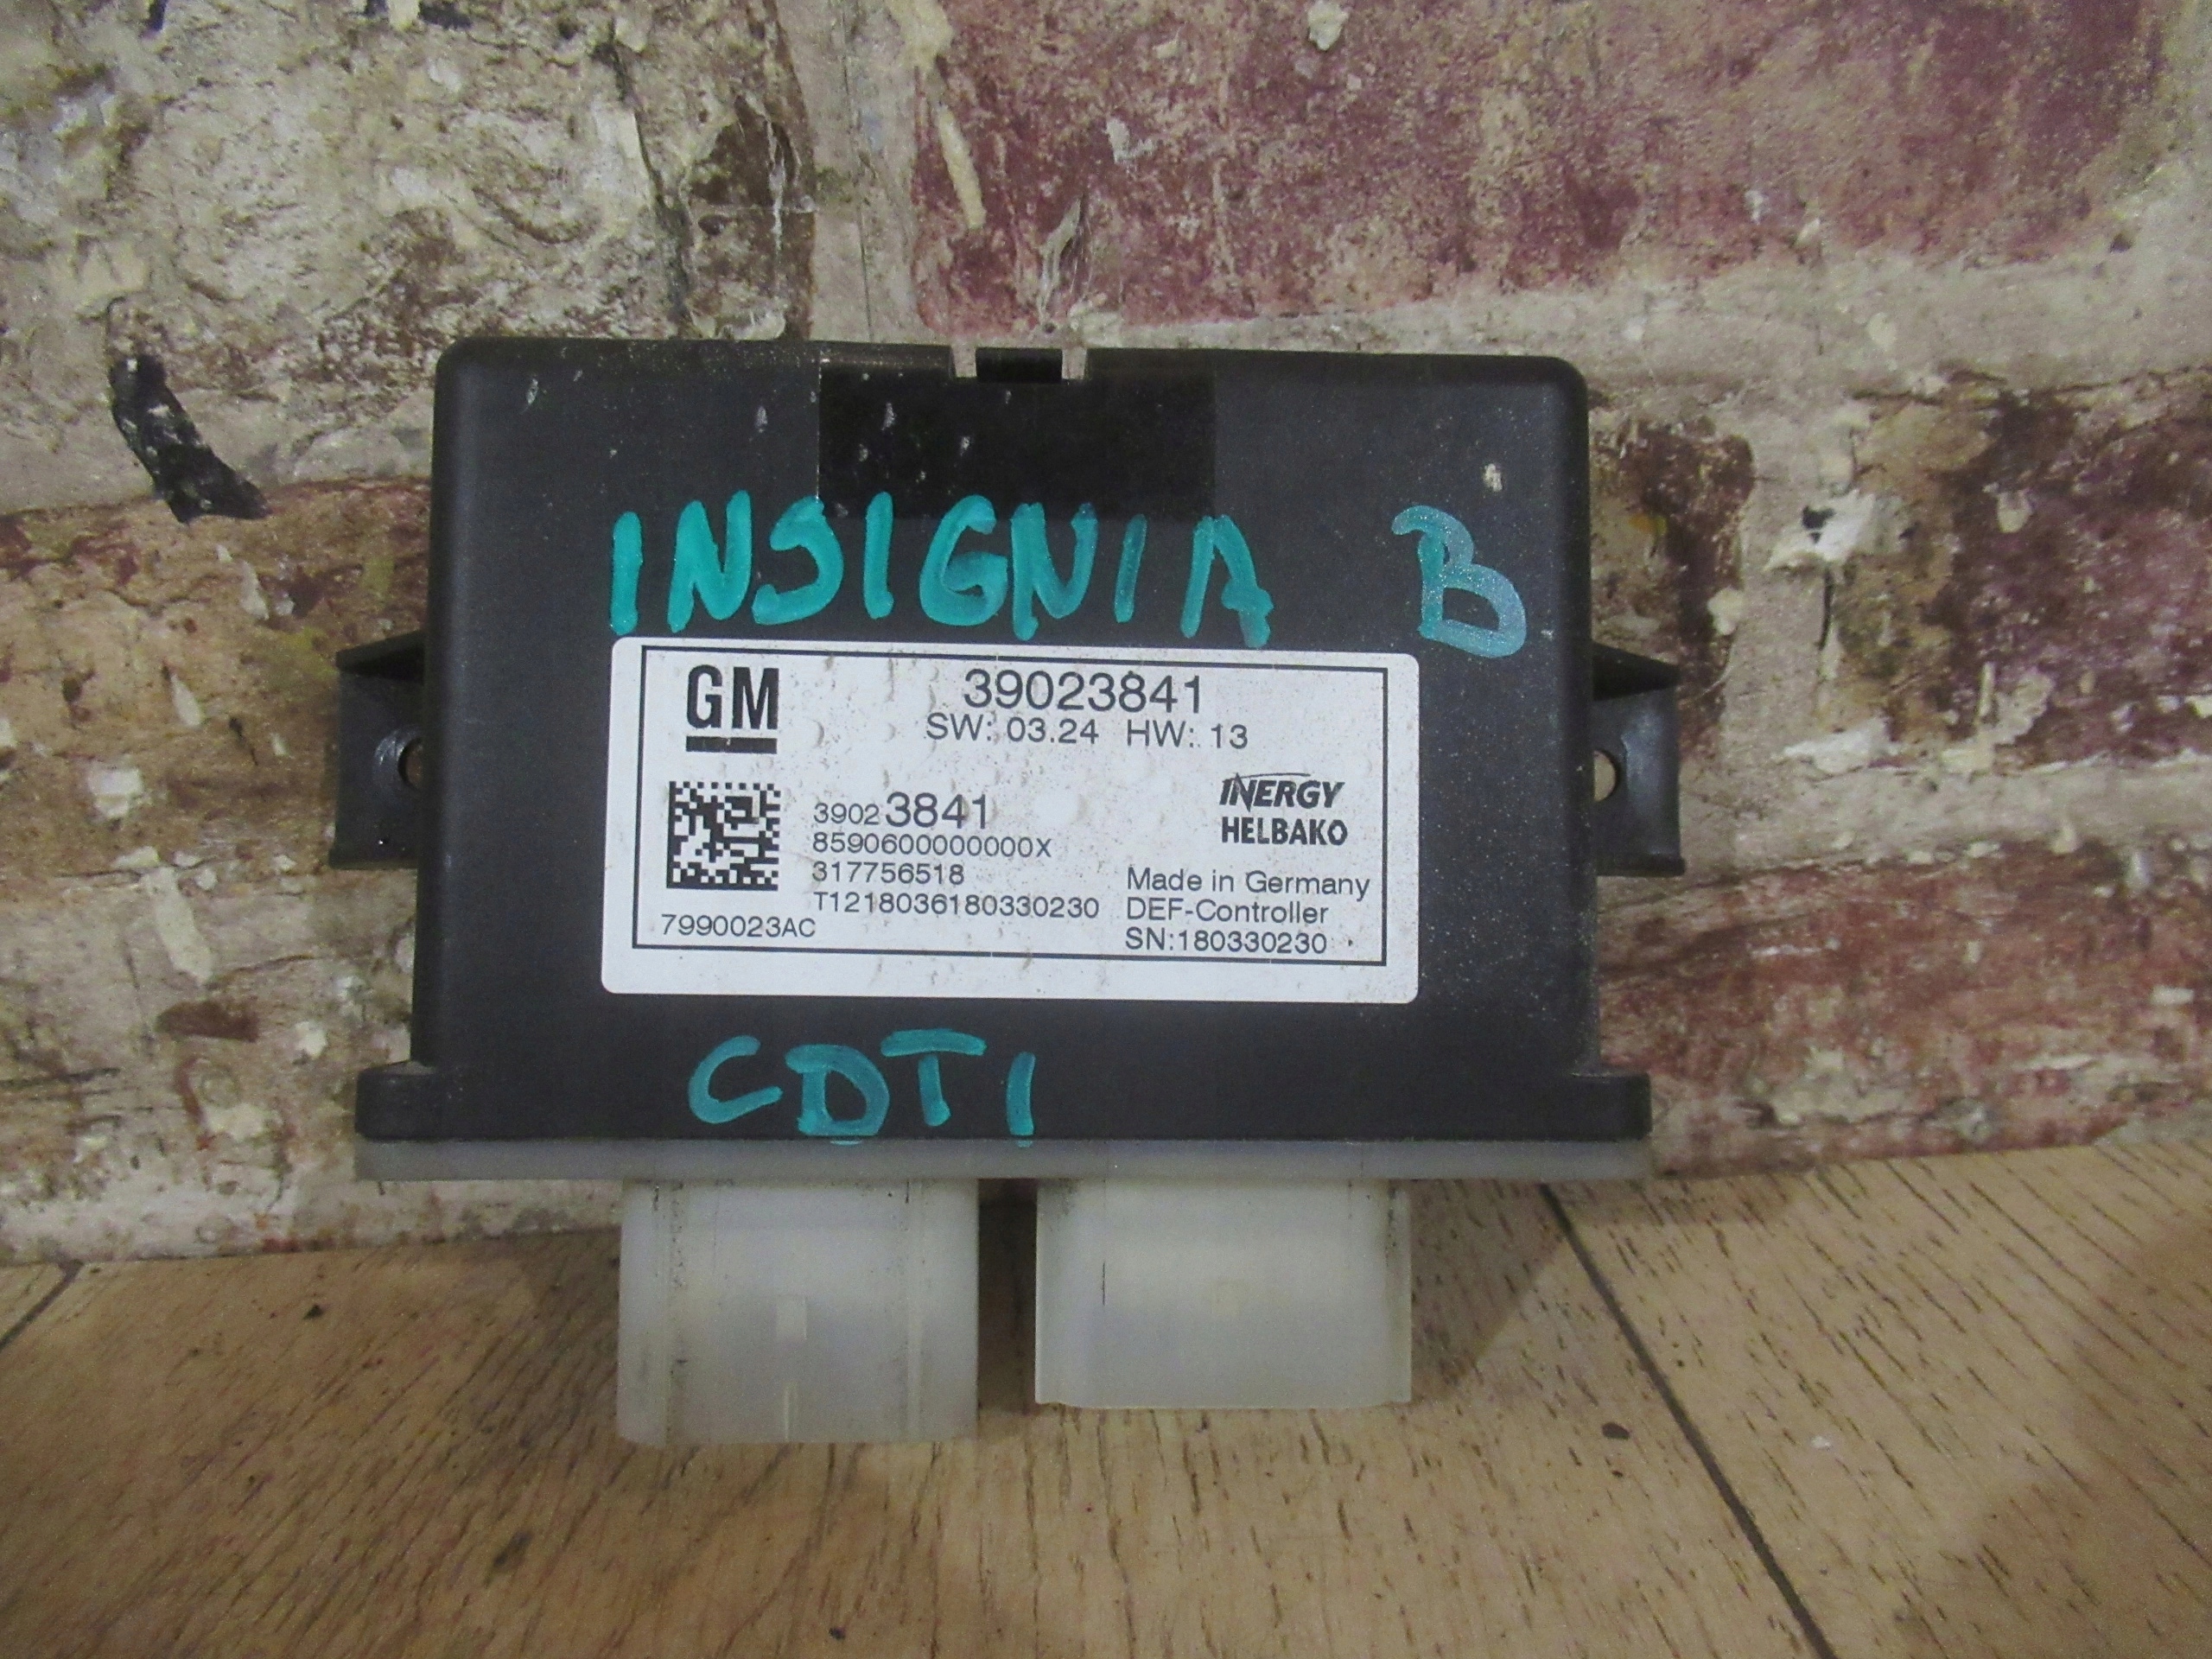 INSIGNIA B
GM
39023841
SW: 03.24 HW: 13
39023841
8590600000000X
317756518
T1218036180330230
7990023AC
INERGY
HELBAKO
Made in Germany
DEF-Controller
SN:180330230
CDTI